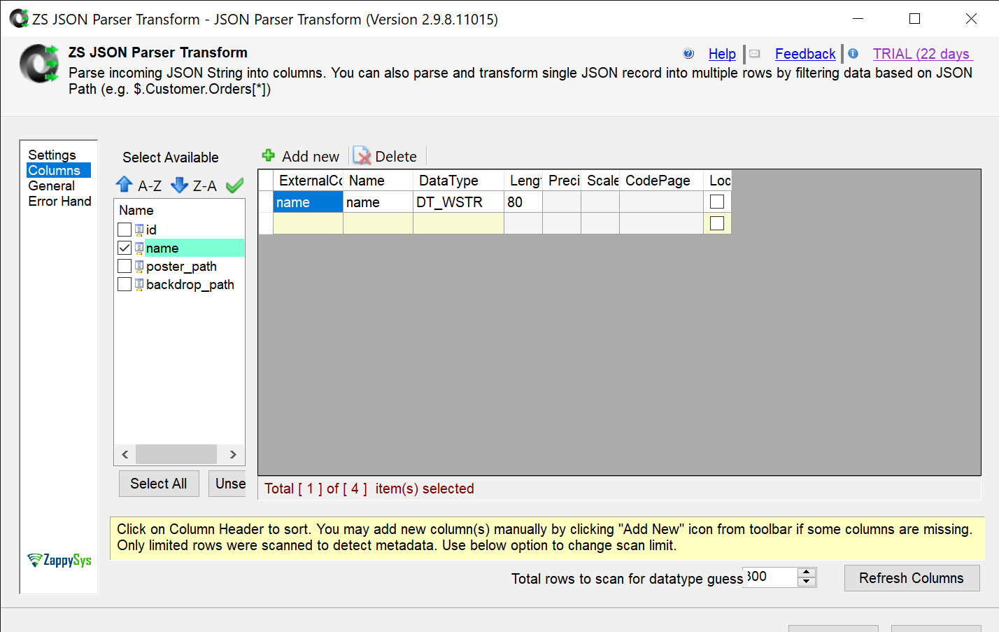 ZS JSON Parser Transform - JSON Parser Transform (Version 2.9.8.11015)
ZS JSON Parser Transform
Help
Feedback
TRIAL (22 days
Parse incoming JSON String into columns. You can also parse and transform single JSON record into multiple rows by filtering data based on JSON
Path (e.g. $.Customer.Orders[*])
Settings
Columns
General
Error Hand
ZappySys
Select Available
A-Z Z-A
Name
id
name
poster_path
backdrop_path
Select All Unse
Add new Delete
ExternalCo Name DataType Lengt Preci Scale CodePage Loc
name name DT_WSTR 80
Total [ 1 ] of [ 4 ] item(s) selected
Click on Column Header to sort. You may add new column(s) manually by clicking "Add New" icon from toolbar if some columns are missing.
Only limited rows were scanned to detect metadata. Use below option to change scan limit.
Total rows to scan for datatype guess 300 Refresh Columns